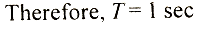 Therefore, T = 1 sec